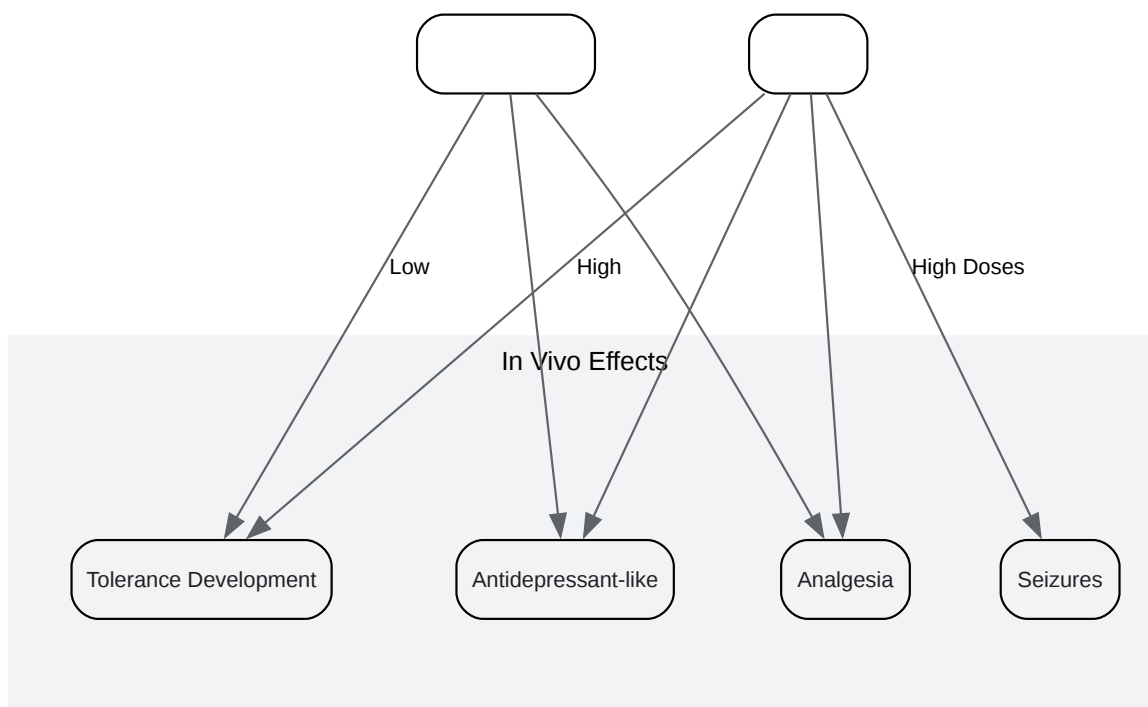 Low
High
High Doses
In Vivo Effects
Tolerance Development
Antidepressant-like
Analgesia
Seizures